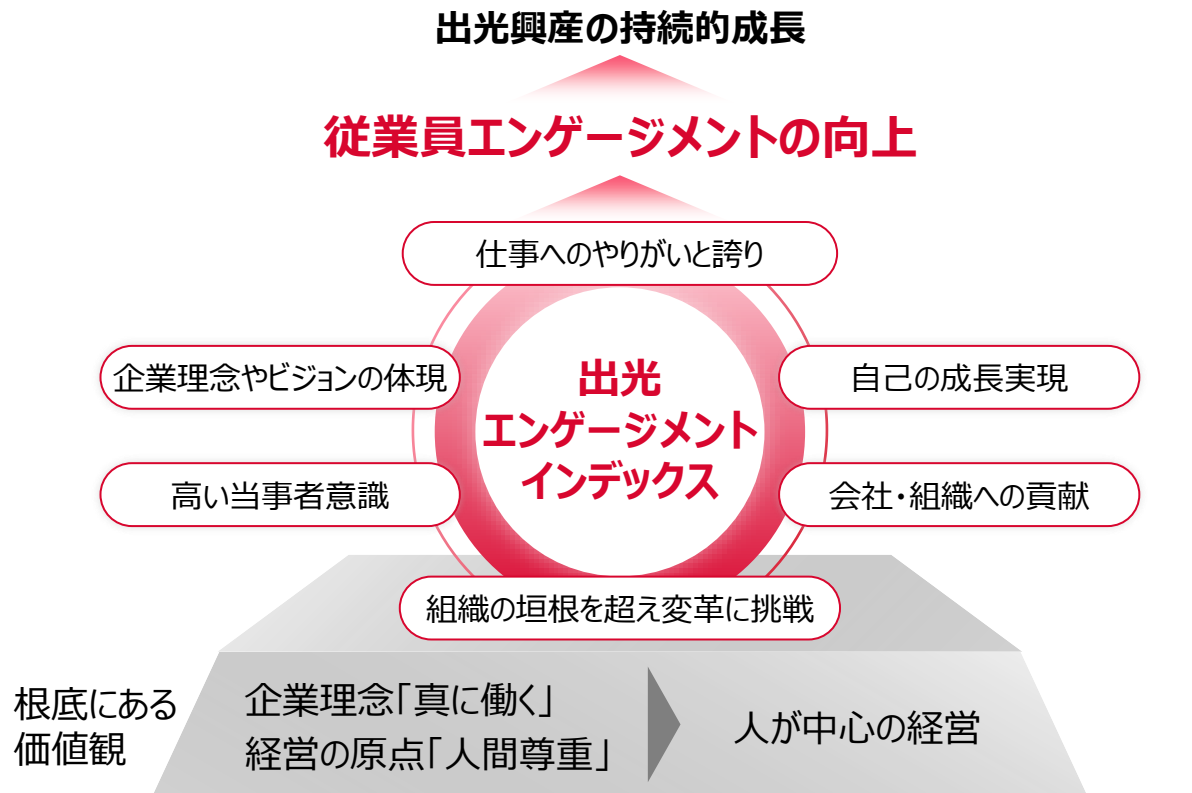 出光興産の持続的成長
従業員エンゲージメントの向上
仕事へのやりがいと誇り
企業理念やビジョンの体現
自己の成長実現
出光
エンゲージメント
インデックス
高い当事者意識
会社・組織への貢献
組織の垣根を超え変革に挑戦
根底にある
価値観
企業理念「真に働く」
経営の原点「人間尊重」
人が中心の経営